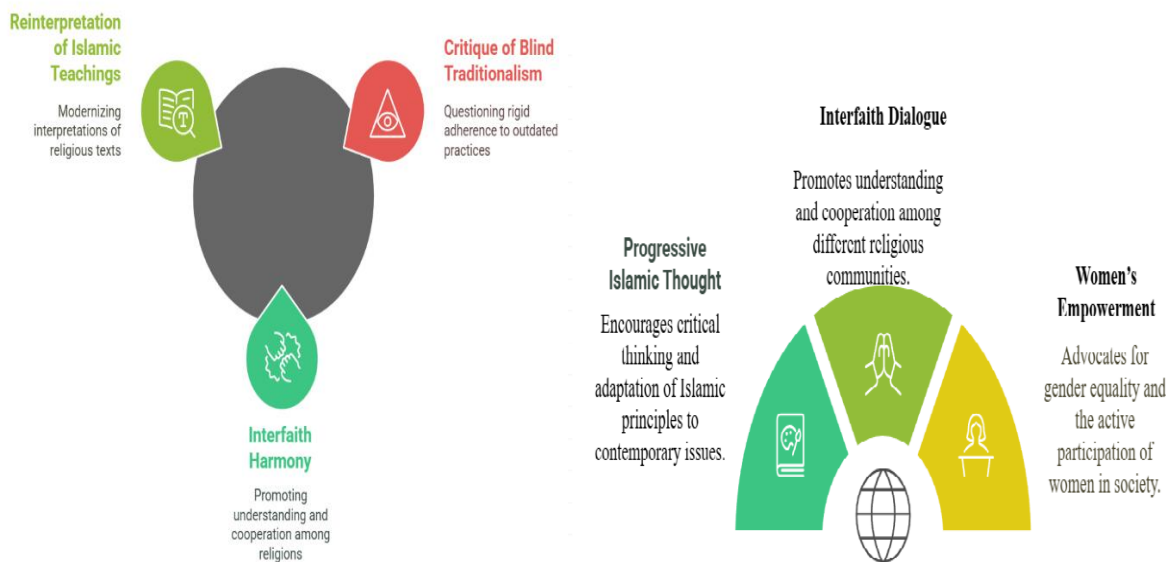 Reinterpretation
of Islamic
Teachings
Modernizing
interpretations of
religious texts
T
Critique of Blind
Traditionalism
Questioning rigid
adherence to outdated
practices
Interfaith
Harmony
Promoting
understanding and
cooperation among
religions
Progressive
Islamic Thought
Encourages critical
thinking and
adaptation of Islamic
principles to
contemporary issues.
Interfaith Dialogue
Promotes understanding
and cooperation among
different religious
communities.
Women's
Empowerment
Advocates for
gender equality and
the active
participation of
women in society.